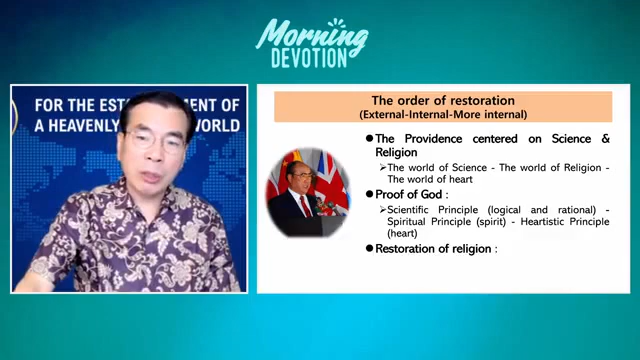 Morning
DEVOTION
FOR THE EST MENT OF
A HEAVENLY WORLD
The order of restoration
(External-Internal-More internal)
●The Providence centered on Science &
Religion
➢The world of Science - The world of Religion -
The world of heart
●Proof of God :
➢Scientific Principle (logical and rational) -
Spiritual Principle (spirit) - Heartistic Principle
(heart)
●Restoration of religion :